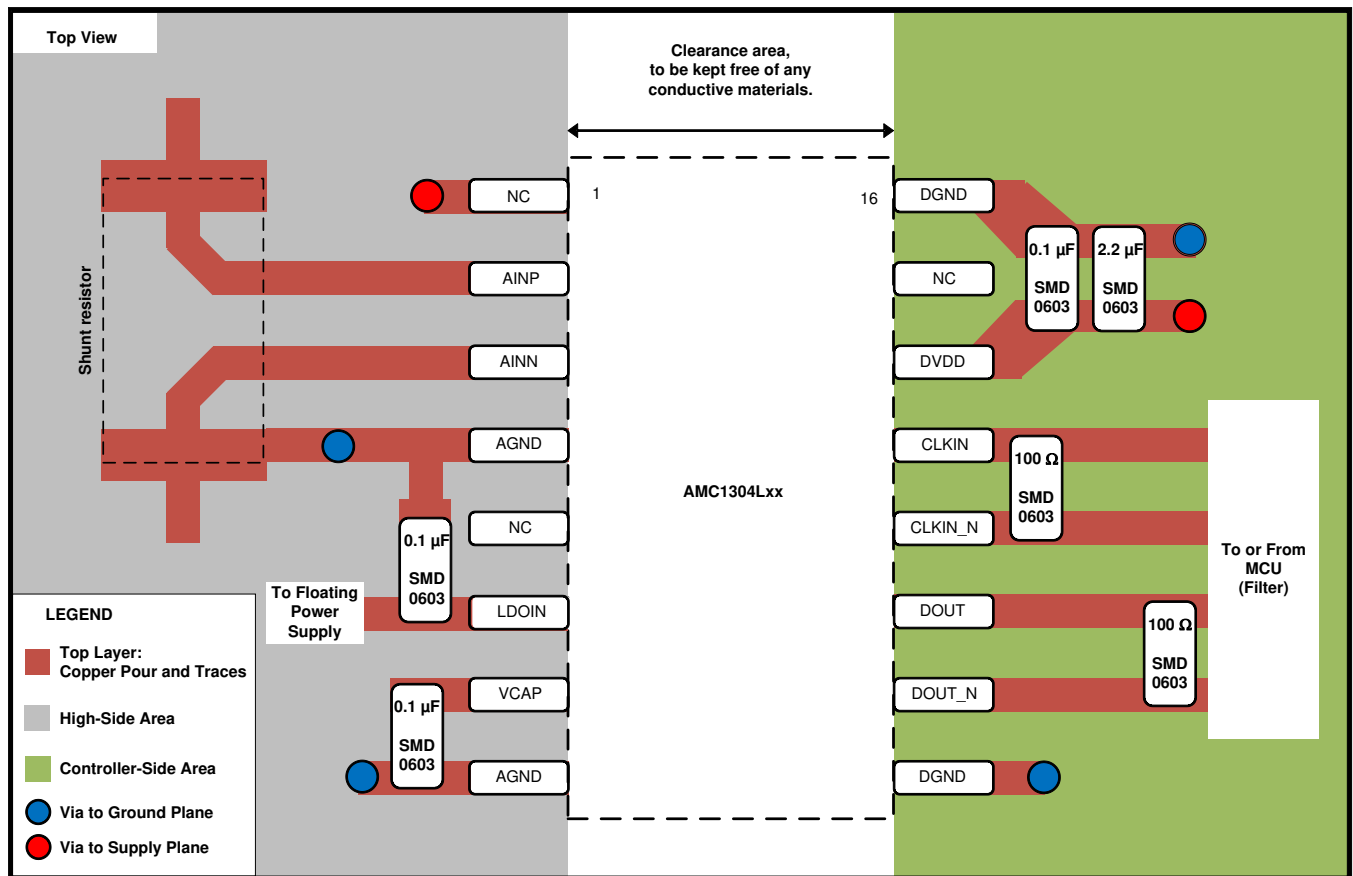 Top View
Clearance area,
to be kept free of any
conductive materials.
Shunt resistor
NC
AINP
AINN
AGND
NC
LDOIN
VCAP
AGND
1
16
AMC1304Lxx
DGND
NC
DVDD
CLKIN
CLKIN_N
DOUT
DOUT_N
DGND
0.1 µF
SMD
0603
2.2 µF
SMD
0603
100 Ω
SMD
0603
100 Ω
SMD
0603
To or From
MCU
(Filter)
0.1 µF
SMD
0603
To Floating
Power
Supply
0.1 µF
SMD
0603
LEGEND
Top Layer:
Copper Pour and Traces
High-Side Area
Controller-Side Area
Via to Ground Plane
Via to Supply Plane